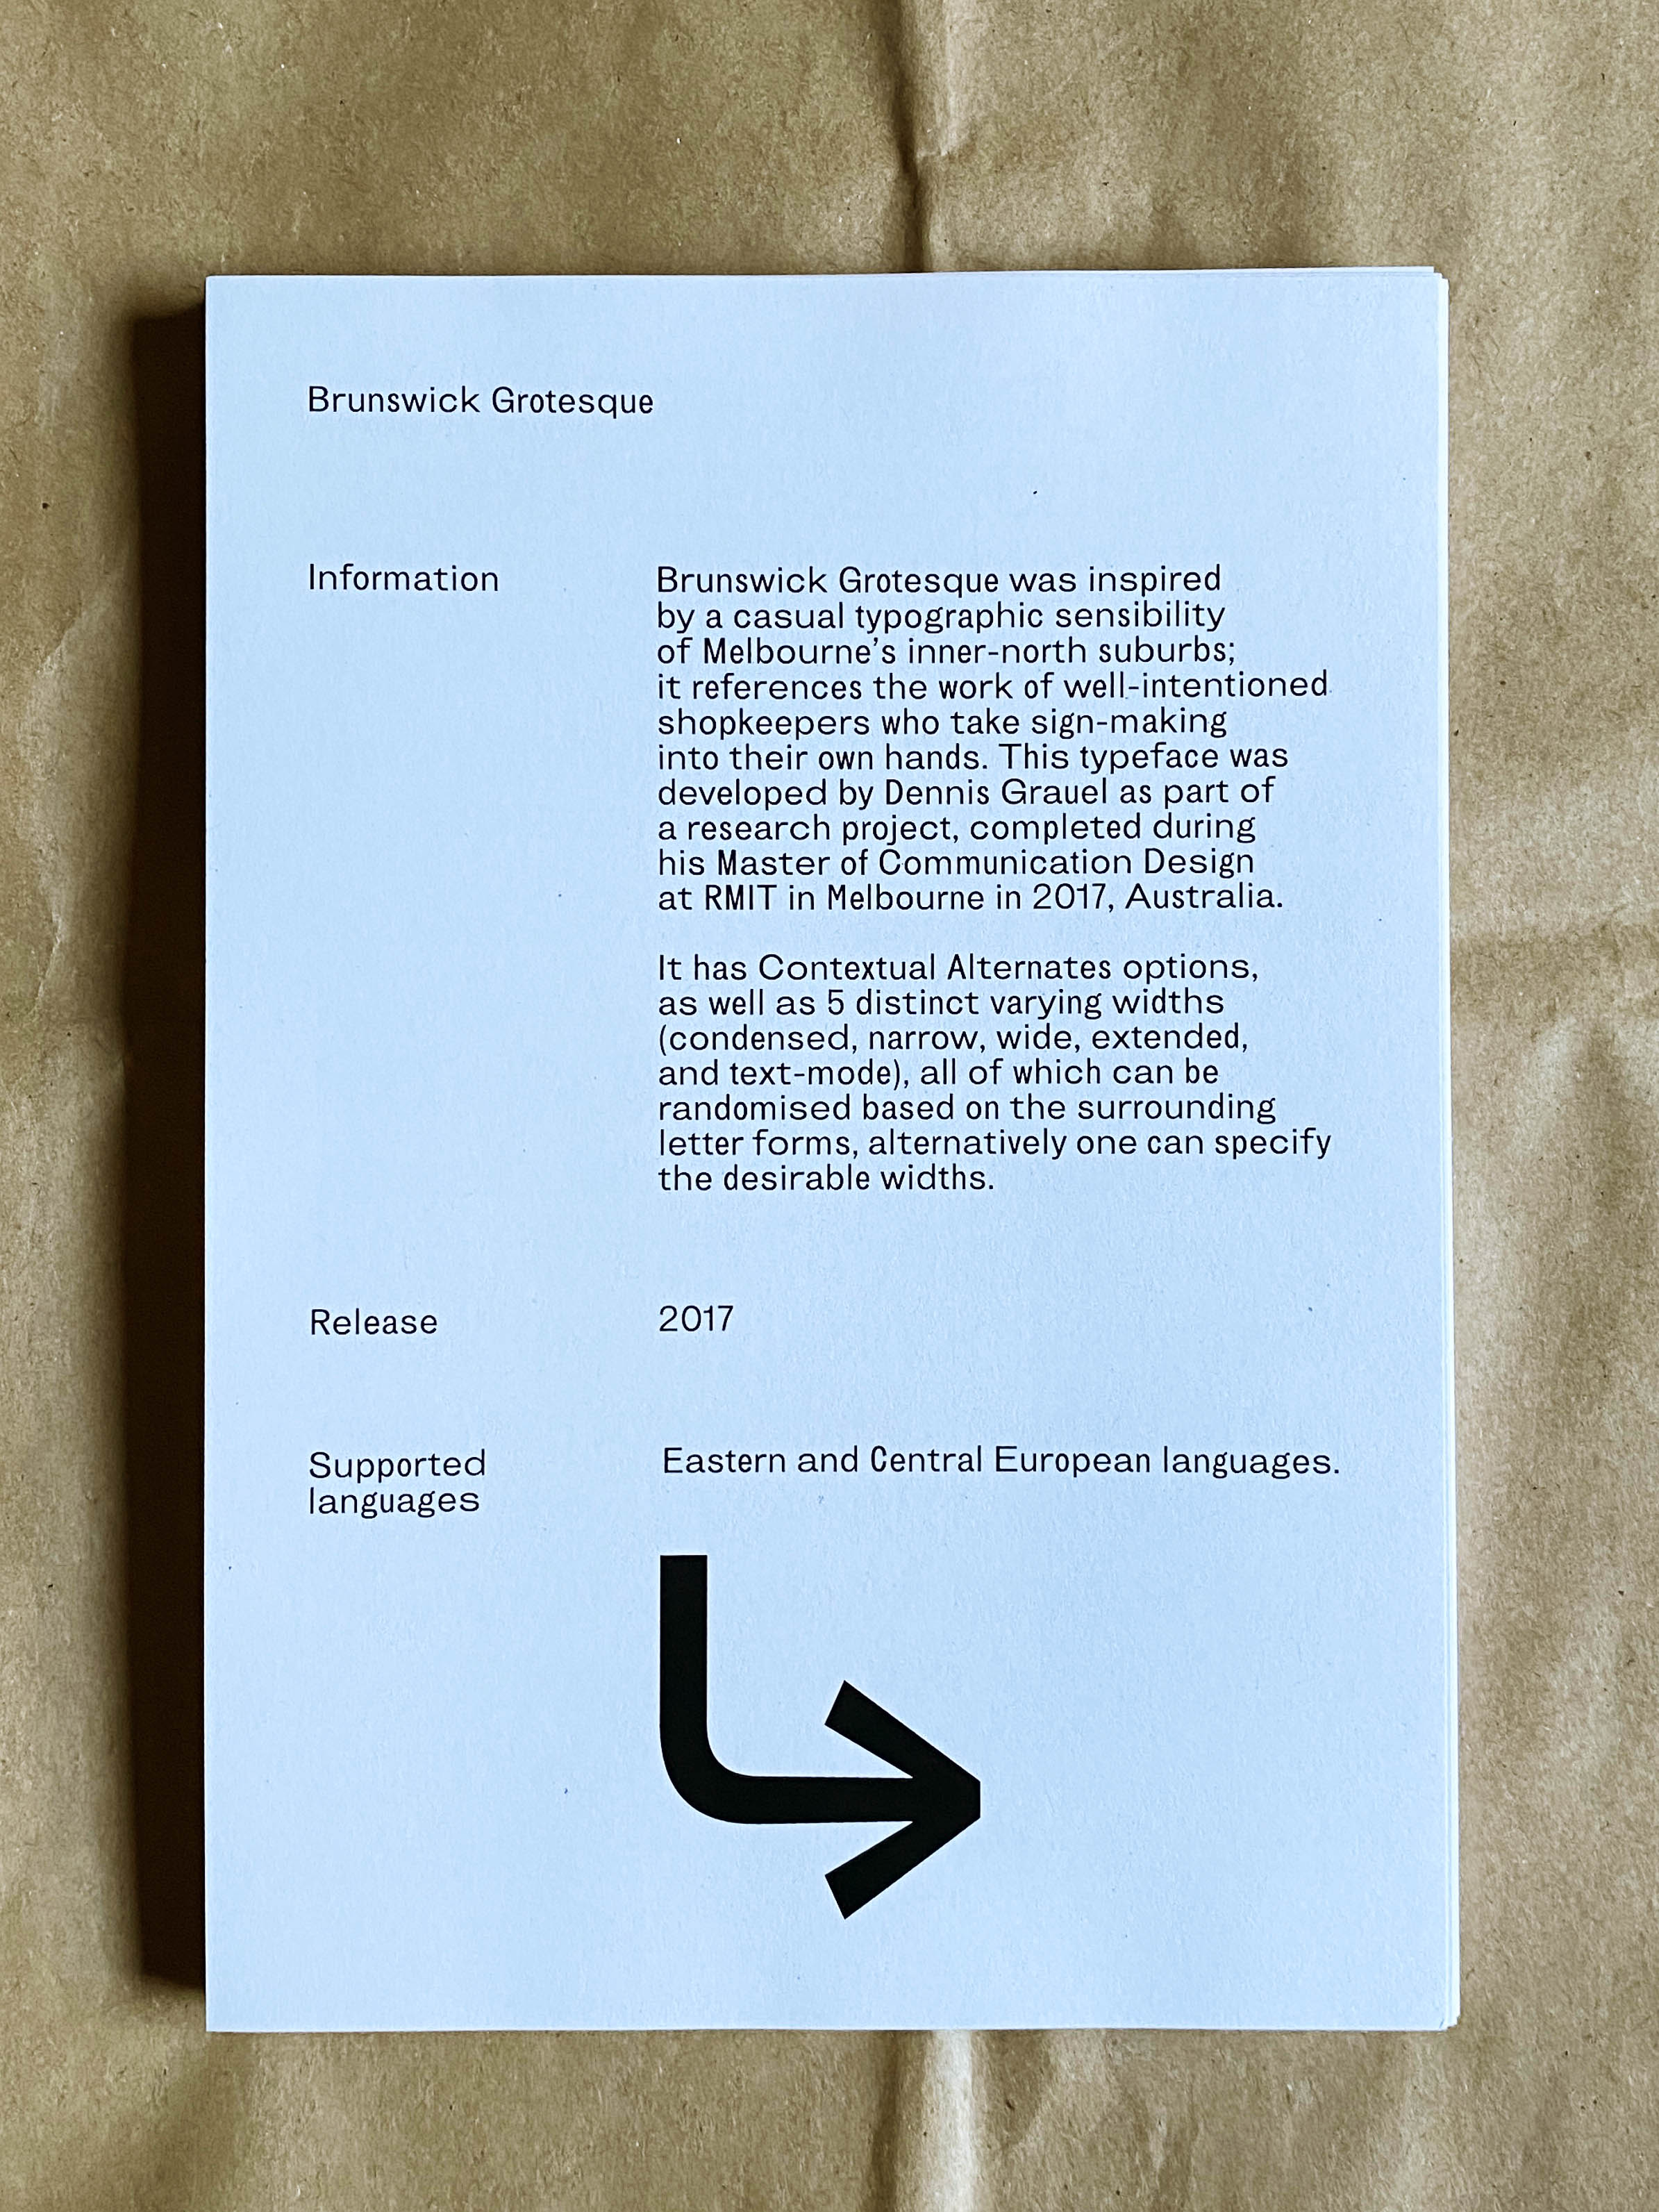 Brunswick Grotesque
Information
Brunswick Grotesque was inspired
by a casual typographic sensibility
of Melbourne’s inner-north suburbs;
it references the work of well-intentioned
shopkeepers who take sign-making
into their own hands. This typeface was
developed by Dennis Grauel as part of
a research project, completed during
his Master of Communication Design
at RMIT in Melbourne in 2017, Australia.
It has Contextual Alternates options,
as well as 5 distinct varying widths
(condensed, narrow, wide, extended,
and text-mode), all of which can be
randomised based on the surrounding
letter forms, alternatively one can specify
the desirable widths.
Release
2017
Supported
languages
Eastern and Central European languages.